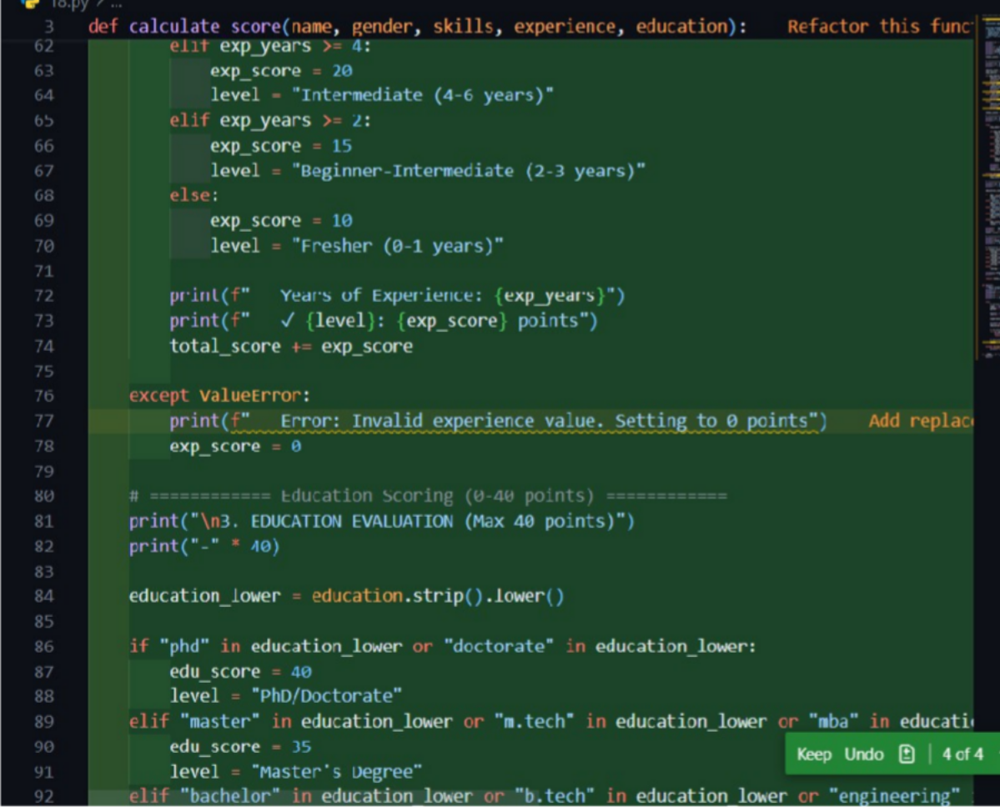 18.py > ...
3 def calculate_score(name, gender, skills, experience, education): Refactor this func
62 elif exp_years >= 4:
63 exp_score = 20
64 level = "Intermediate (4-6 years)"
65 elif exp_years >= 2:
66 exp_score = 15
67 level = "Beginner-Intermediate (2-3 years)"
68 else:
69 exp_score = 10
70 level = "Fresher (0-1 years)"
71
72 print(f"   Years of Experience: {exp_years}")
73 print(f"   ✓ {level}: {exp_score} points")
74 total_score += exp_score
75
76 except ValueError:
77 print(f"   Error: Invalid experience value. Setting to 0 points") Add replac
78 exp_score = 0
79
80 # ============ Education Scoring (0-40 points) ============
81 print("\n3. EDUCATION EVALUATION (Max 40 points)")
82 print("-" * 40)
83
84 education_lower = education.strip().lower()
85
86 if "phd" in education_lower or "doctorate" in education_lower:
87 edu_score = 40
88 level = "PhD/Doctorate"
89 elif "master" in education_lower or "m.tech" in education_lower or "mba" in educati
90 edu_score = 35
91 level = "Master's Degree"
92 elif "bachelor" in education_lower or "b.tech" in education_lower or "engineering"
Keep Undo 4 of 4